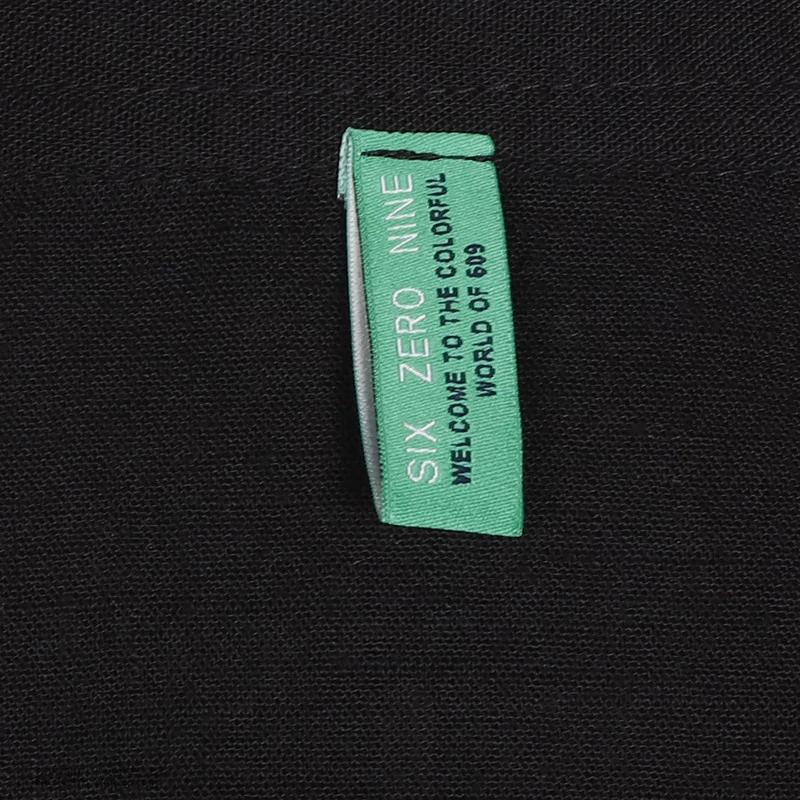 SIX ZERO NINE
WELCOME TO THE COLORFUL
WORLD OF 609